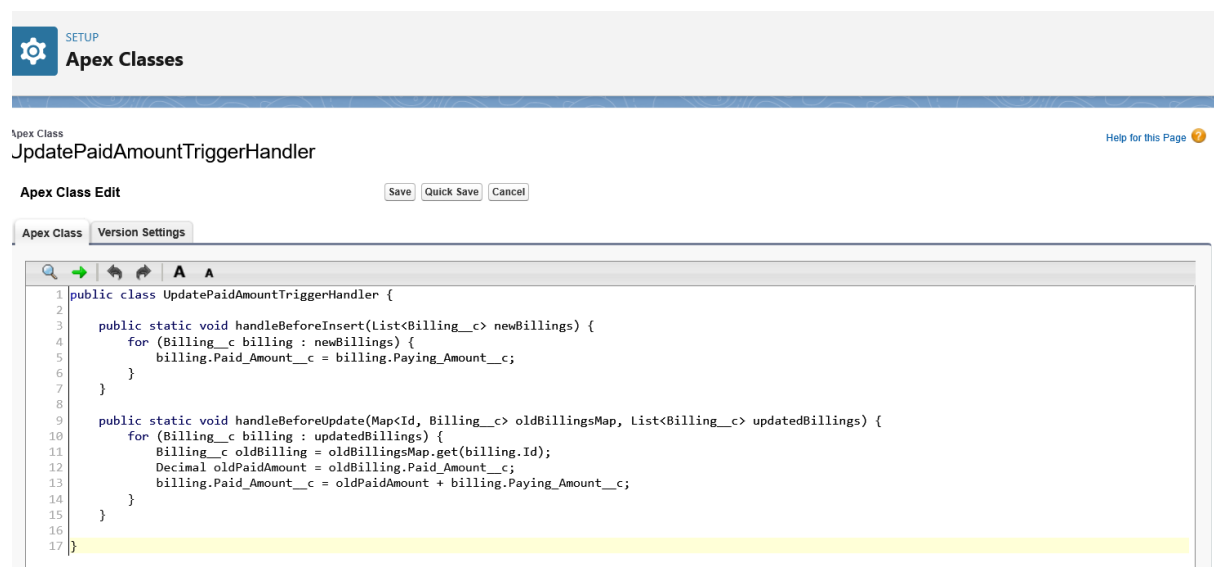 SETUP
Apex Classes
Apex Class
UpdatePaidAmountTriggerHandler
Help for this Page
Apex Class Edit
Save Quick Save Cancel
Apex Class Version Settings
A A
1 public class UpdatePaidAmountTriggerHandler {
2
3     public static void handleBeforeInsert(List<Billing__c> newBillings) {
4         for (Billing__c billing : newBillings) {
5             billing.Paid_Amount__c = billing.Paying_Amount__c;
6         }
7     }
8
9     public static void handleBeforeUpdate(Map<Id, Billing__c> oldBillingsMap, List<Billing__c> updatedBillings) {
10         for (Billing__c billing : updatedBillings) {
11             Billing__c oldBilling = oldBillingsMap.get(billing.Id);
12             Decimal oldPaidAmount = oldBilling.Paid_Amount__c;
13             billing.Paid_Amount__c = oldPaidAmount + billing.Paying_Amount__c;
14         }
15     }
16
17 }